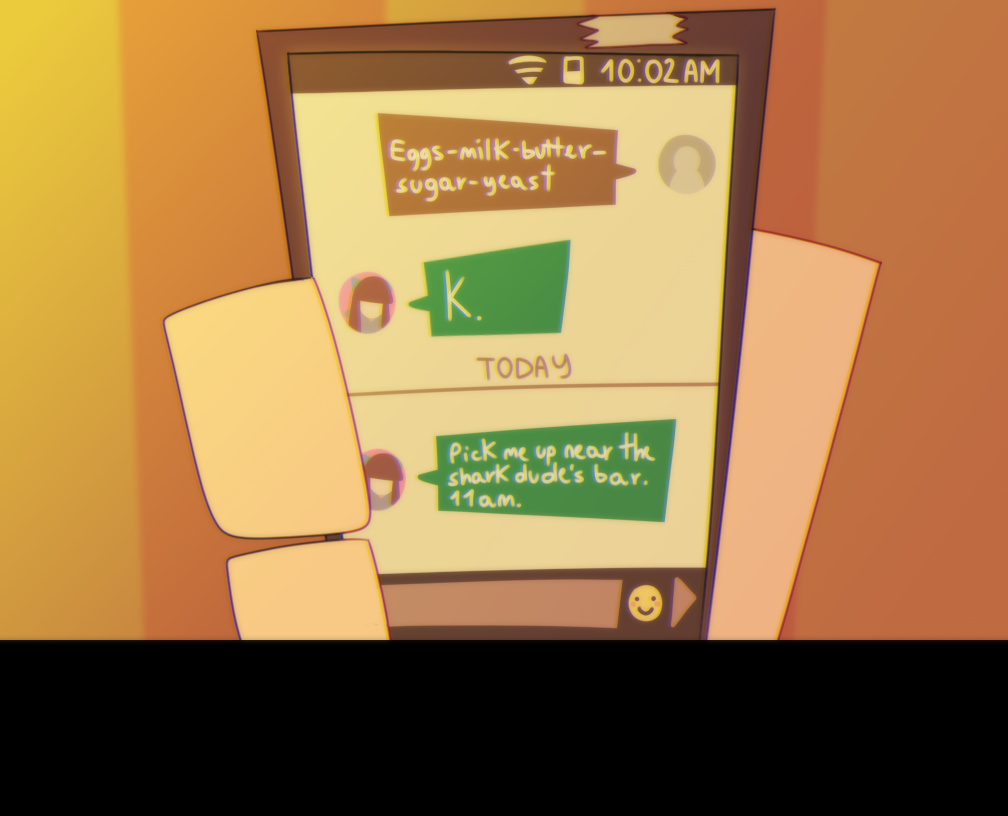 10:02 AM
Eggs-milk-butter-
sugar-yeast
K.
TODAY
Pick me up near the
shark dude's bar.
11am.